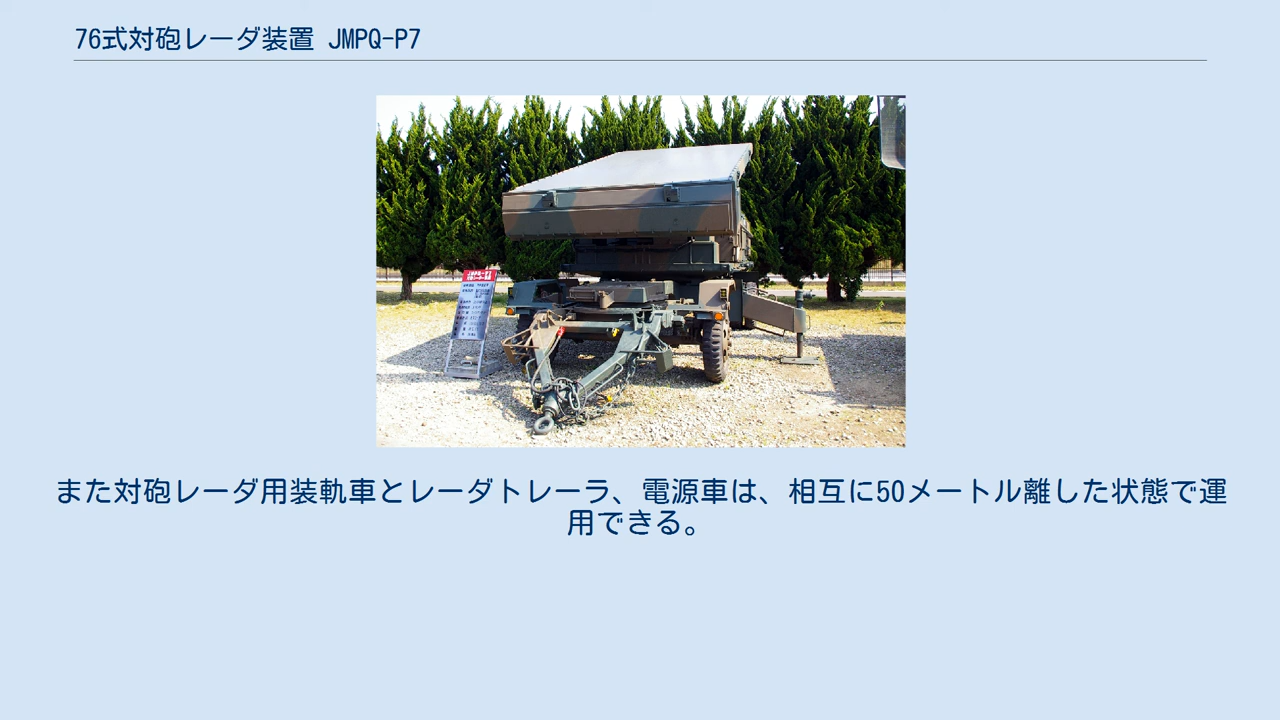 76式対砲レーダ装置 JMPQ-P7
また対砲レーダ用装軌車とレーダトレーラ、電源車は、相互に50メートル離した状態で運
用できる。